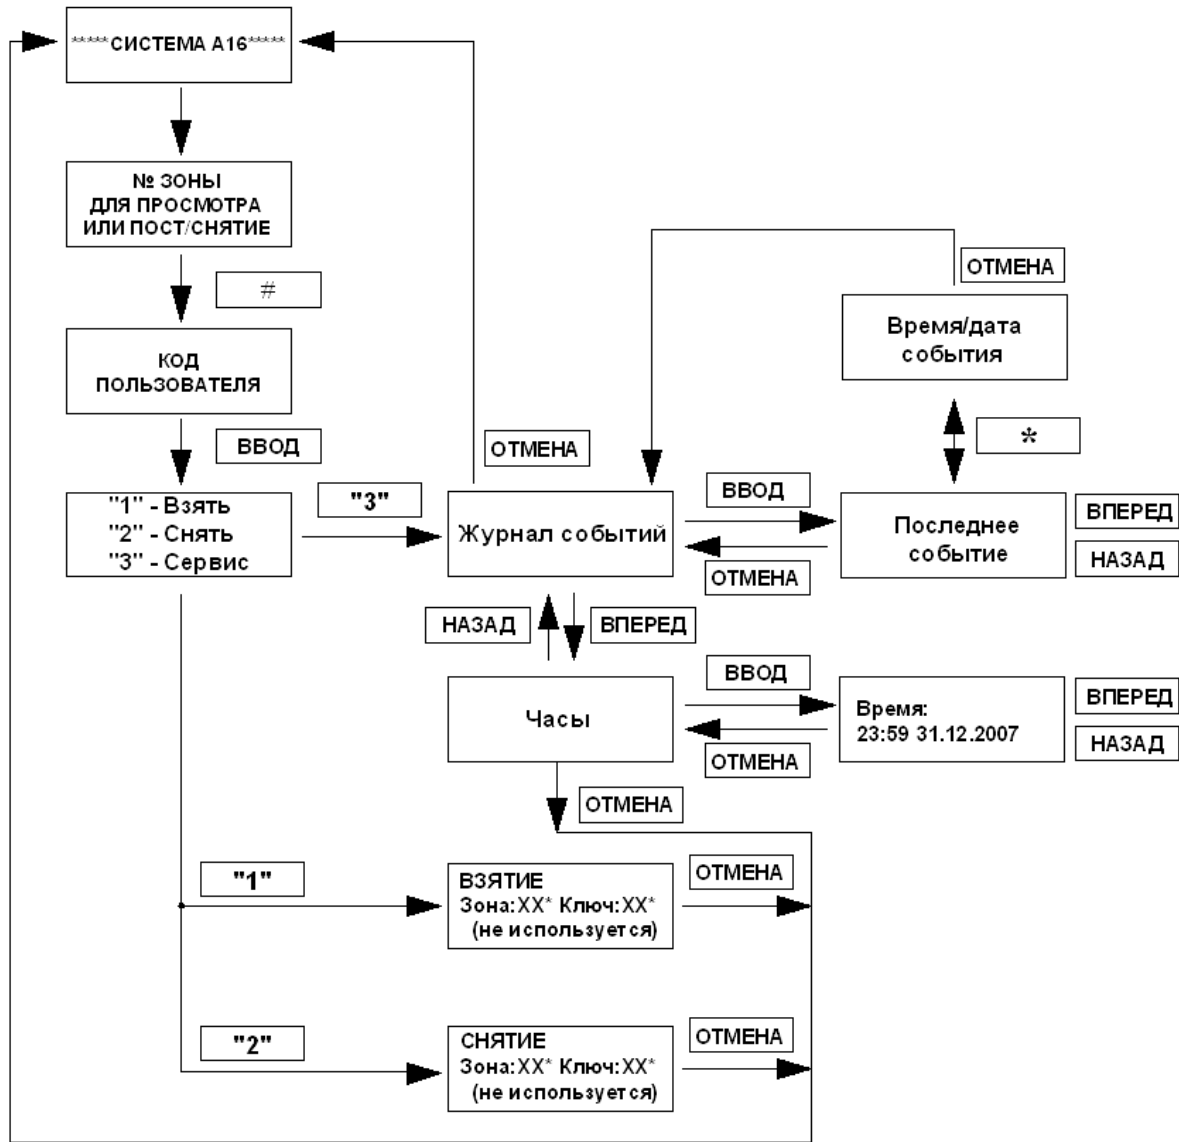 *****СИСТЕМА А16*****
№ ЗОНЫ
ДЛЯ ПРОСМОТРА
ИЛИ ПОСТ/СНЯТИЕ
#
КОД
ПОЛЬЗОВАТЕЛЯ
ВВОД
"1" - Взять
"2" - Снять
"3" - Сервис
"3"
ОТМЕНА
Журнал событий
ВВОД
ОТМЕНА
ОТМЕНА
Время/дата
события
*
Последнее
событие
ВПЕРЕД
НАЗАД
НАЗАД
ВПЕРЕД
Часы
ВВОД
ОТМЕНА
Время:
23:59 31.12.2007
ВПЕРЕД
НАЗАД
ОТМЕНА
"1"
ВЗЯТИЕ
Зона:XX* Ключ:XX*
(не используется)
ОТМЕНА
"2"
СНЯТИЕ
Зона:XX* Ключ:XX*
(не используется)
ОТМЕНА